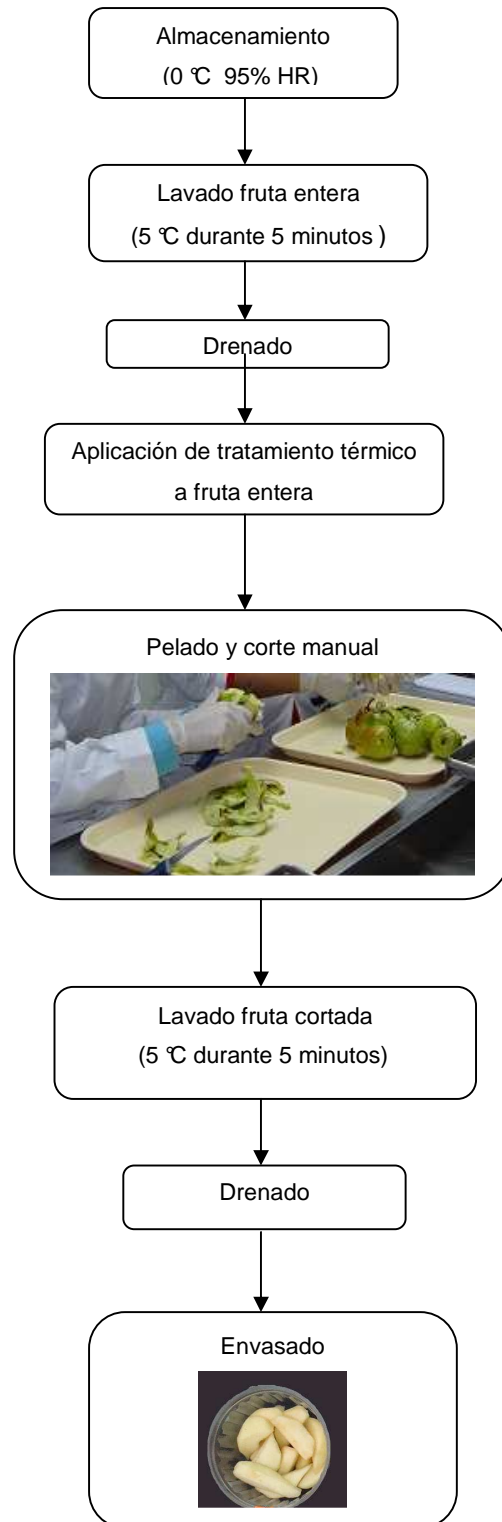 Almacenamiento
(0 ºC 95% HR)
Lavado fruta entera
(5 ºC durante 5 minutos )
Drenado
Aplicación de tratamiento térmico
a fruta entera
Pelado y corte manual
Lavado fruta cortada
(5 ºC durante 5 minutos)
Drenado
Envasado